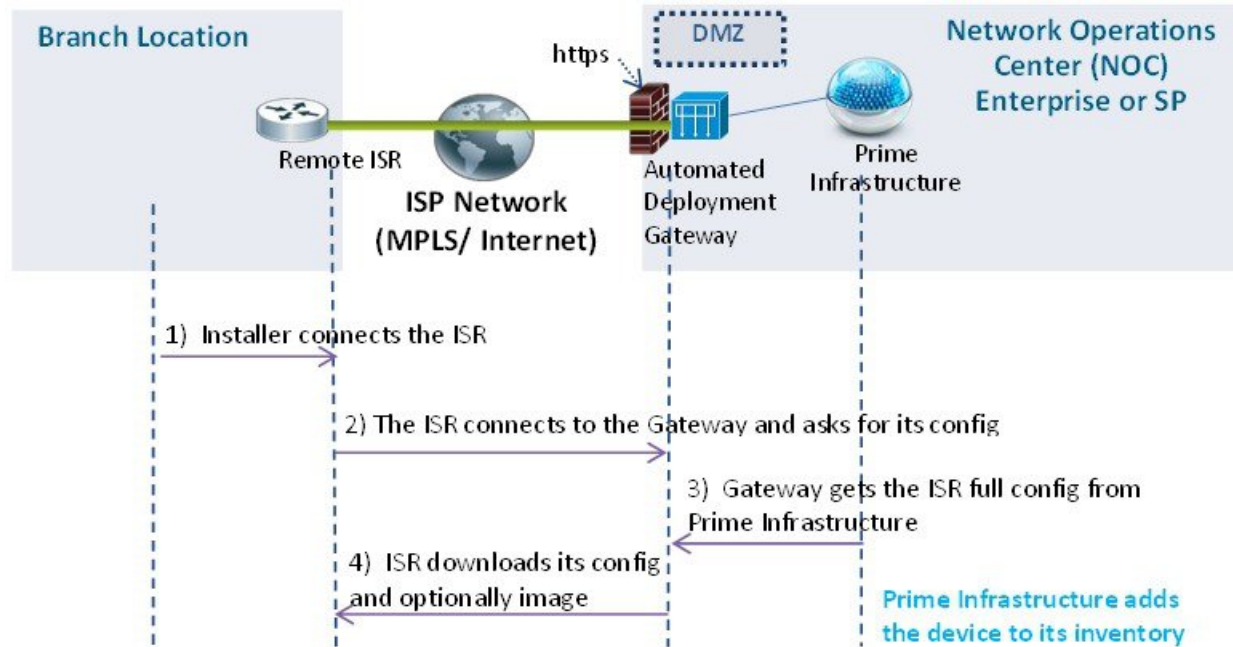 Branch Location
https
DMZ
Network Operations
Center (NOC)
Enterprise or SP
Remote ISR
ISP Network
(MPLS/ Internet)
Automated
Deployment
Gateway
Prime
Infrastructure
1) Installer connects the ISR
2) The ISR connects to the Gateway and asks for its config
3) Gateway gets the ISR full config from
Prime Infrastructure
4) ISR downloads its config
and optionally image
Prime Infrastructure adds
the device to its inventory